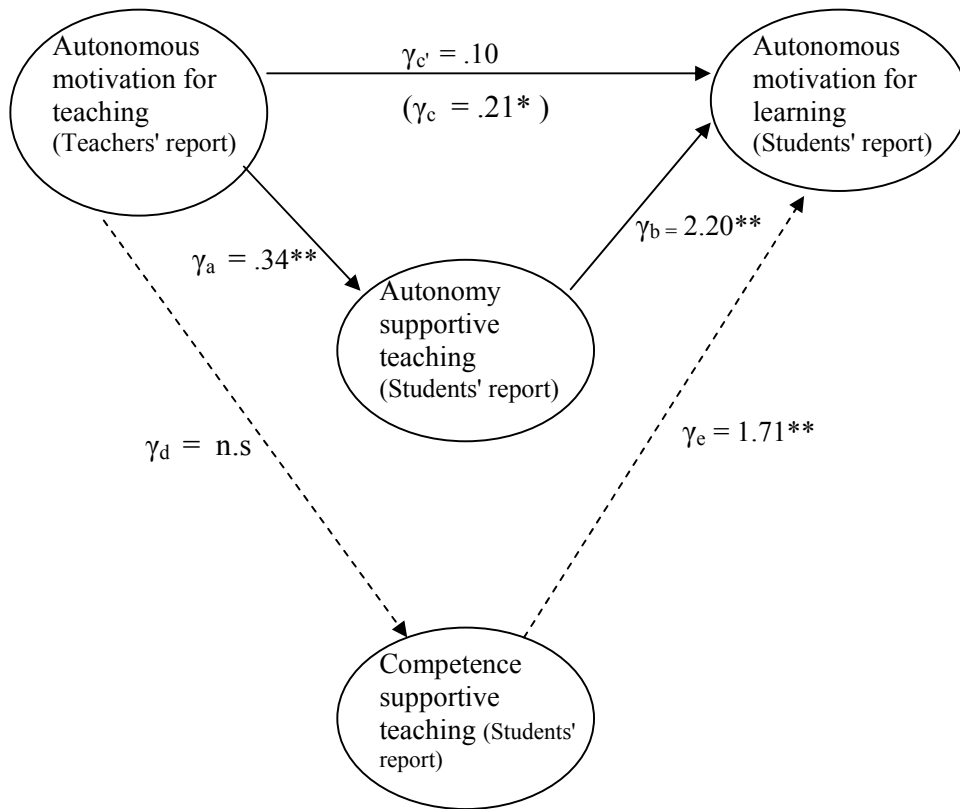 Autonomous
motivation for
teaching
(Teachers' report)
γc' = .10
(γc = .21* )
Autonomous
motivation for
learning
(Students' report)
γa = .34**
γb = 2.20**
Autonomy
supportive
teaching
(Students' report)
γd = n.s
γe = 1.71**
Competence
supportive
teaching (Students'
report)